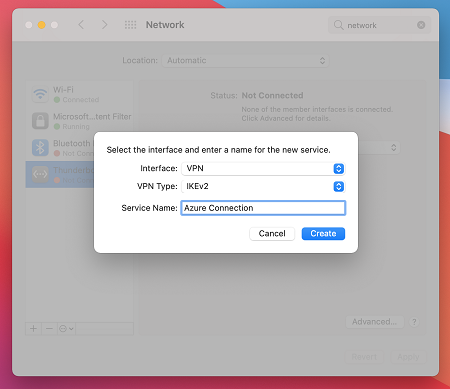 Network
network
Location: Automatic
Wi-Fi
Connected
Microsoft...tent Filter
Running
Bluetooth
Not Conn
Thunderbo
Status: Not Connected
None of the member interfaces is connected.
Click Advanced for details.
Select the interface and enter a name for the new service.
Interface: VPN
VPN Type: IKEv2
Service Name: Azure Connection
Cancel Create
+ −
Advanced... ?
Revert Apply